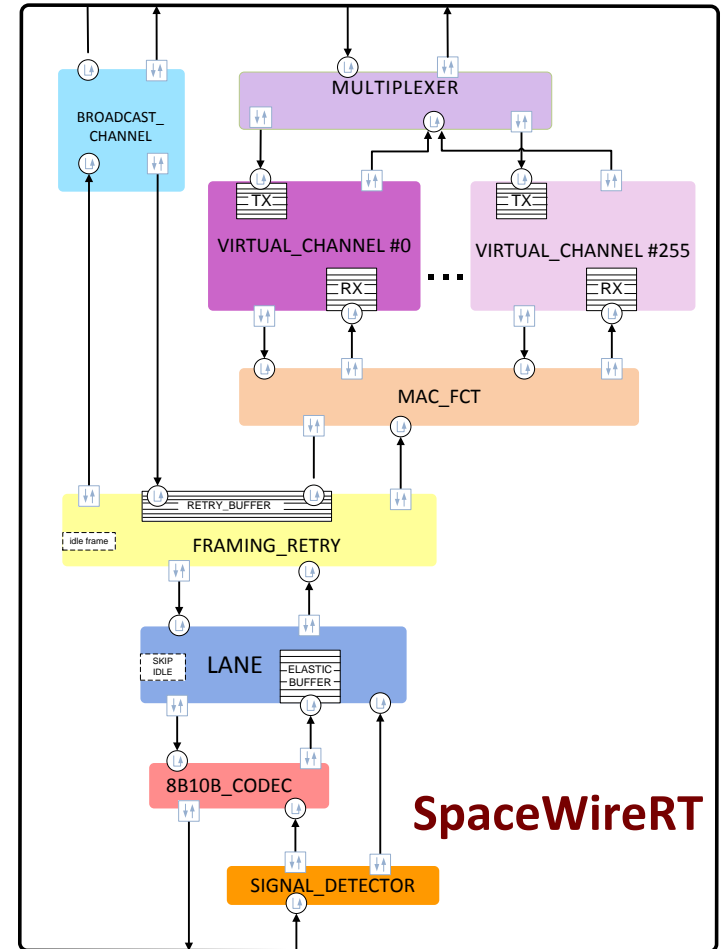 MULTIPLEXER
BROADCAST_
CHANNEL
TX
TX
VIRTUAL_CHANNEL #0
VIRTUAL_CHANNEL #255
...
RX
RX
MAC_FCT
RETRY_BUFFER
idle frame
FRAMING_RETRY
SKIP
IDLE
LANE
ELASTIC
BUFFER
8B10B_CODEC
SpaceWireRT
SIGNAL_DETECTOR